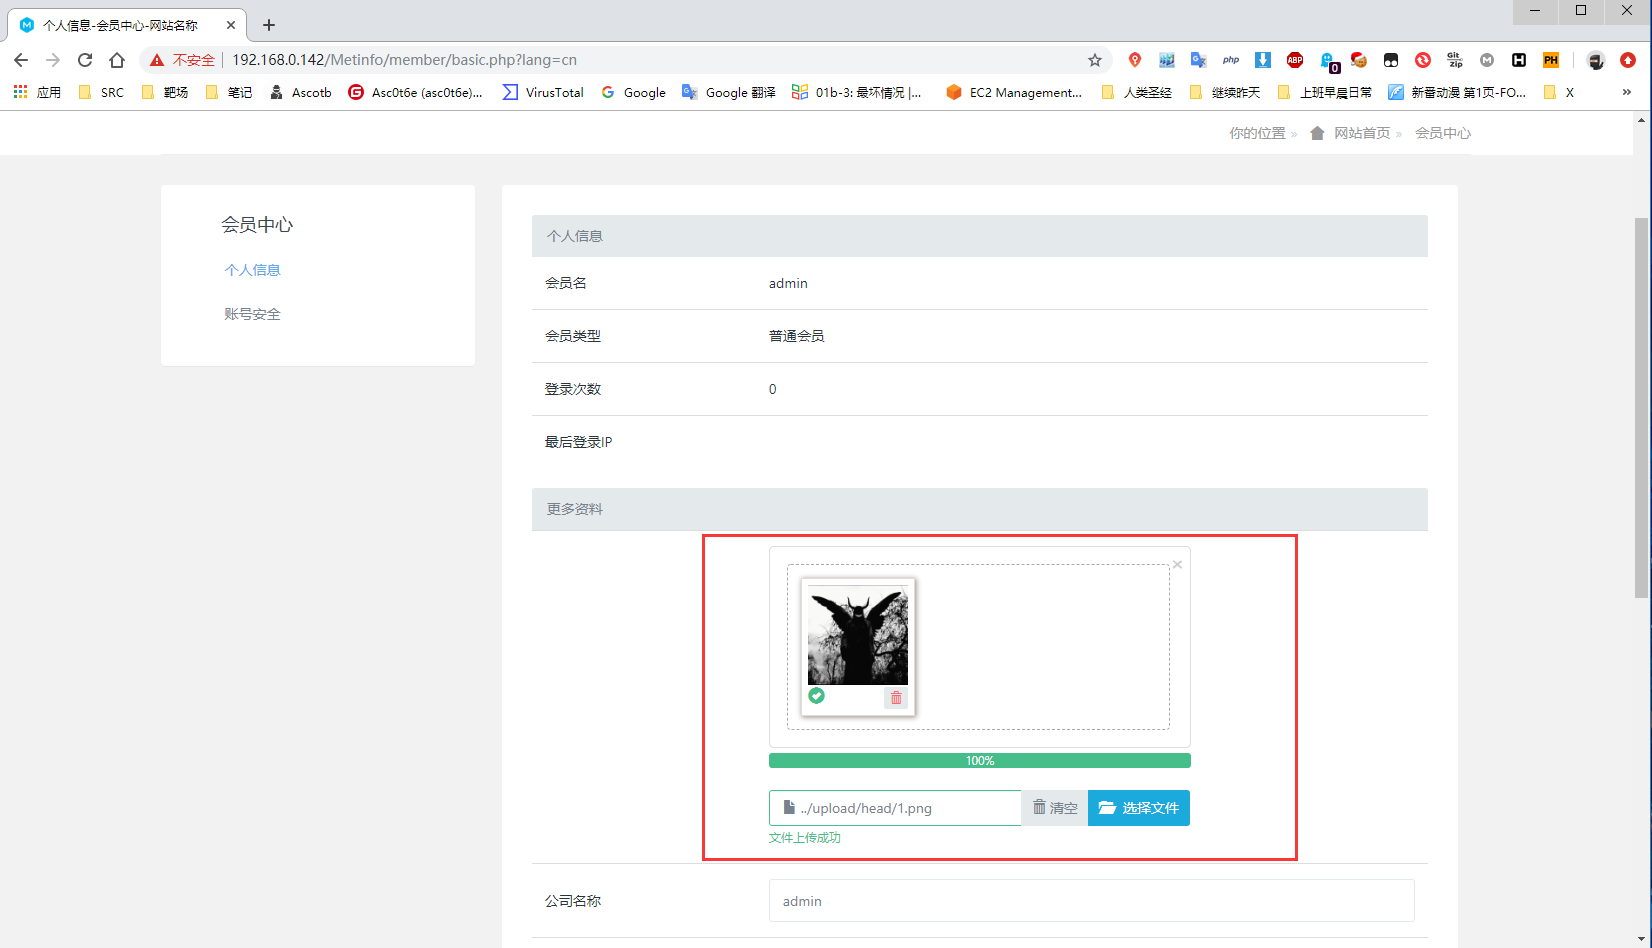 个人信息-会员中心-网站名称
不安全 192.168.0.142/Metinfo/member/basic.php?lang=cn
php ABP 0 Git zip M H PH
应用 SRC 靶场 笔记 Ascotb Asc0t6e (asc0t6e)... VirusTotal Google Google 翻译 01b-3: 最坏情况 |... EC2 Management... 人类圣经 继续昨天 上班早晨日常 新番动漫 第1页-FO... X »
你的位置 » 网站首页 » 会员中心
会员中心
个人信息
账号安全
个人信息
会员名 admin
会员类型 普通会员
登录次数 0
最后登录IP
更多资料
100%
../upload/head/1.png 清空 选择文件
文件上传成功
公司名称 admin